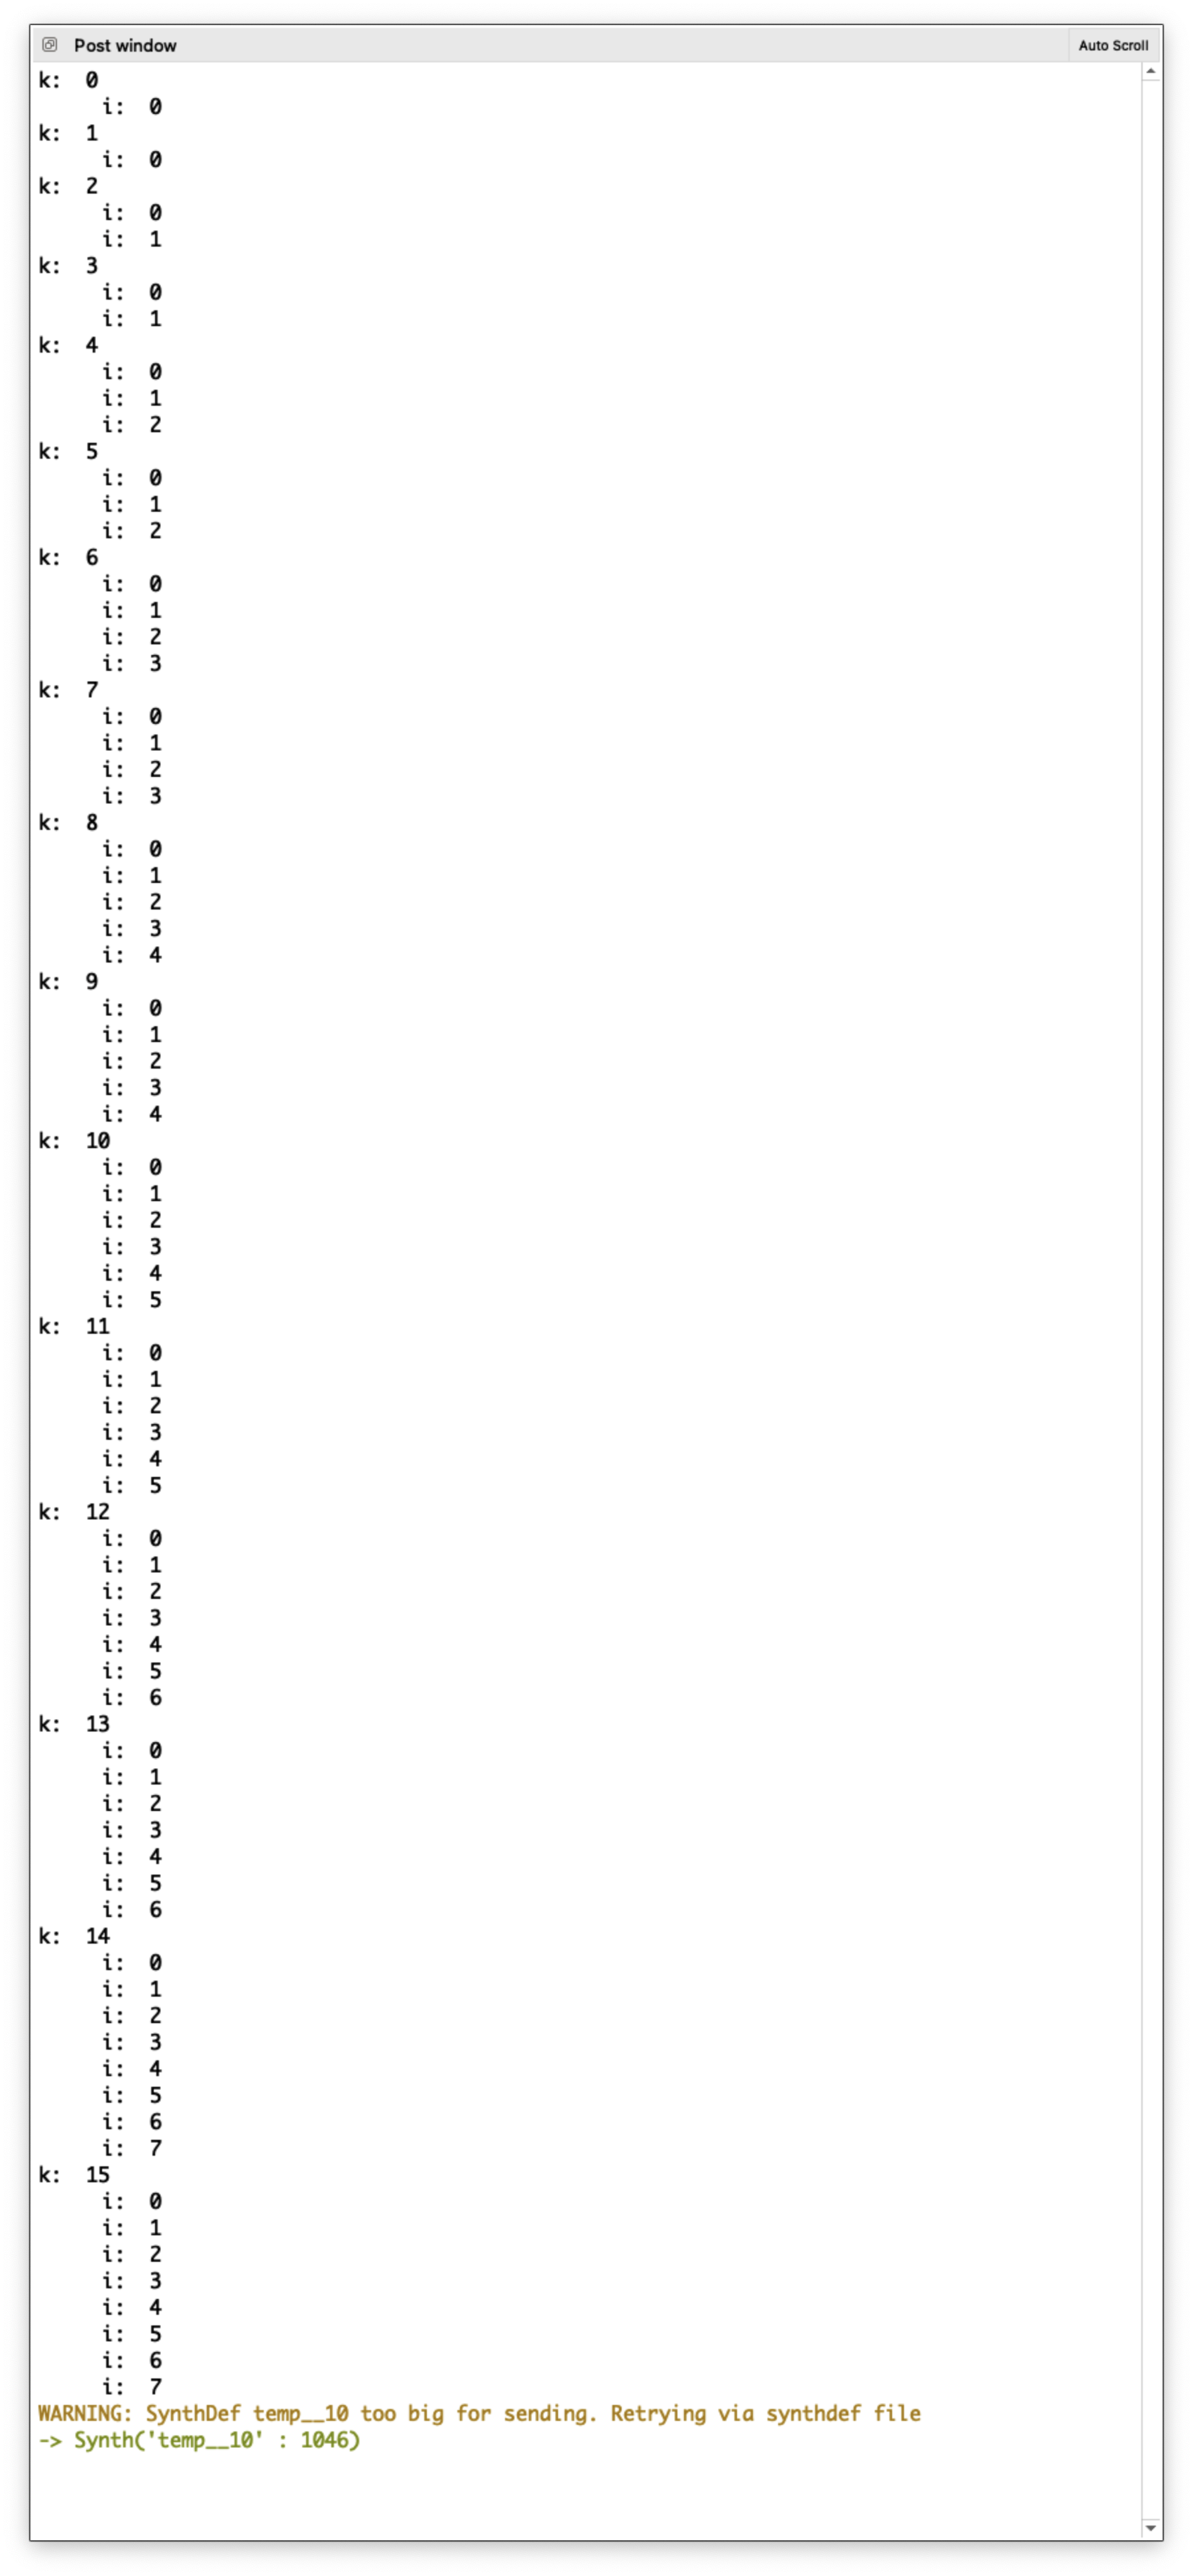 Post window
Auto Scroll
k: 0
i: 0
k: 1
i: 0
k: 2
i: 0
i: 1
k: 3
i: 0
i: 1
k: 4
i: 0
i: 1
i: 2
k: 5
i: 0
i: 1
i: 2
k: 6
i: 0
i: 1
i: 2
i: 3
k: 7
i: 0
i: 1
i: 2
i: 3
k: 8
i: 0
i: 1
i: 2
i: 3
i: 4
k: 9
i: 0
i: 1
i: 2
i: 3
i: 4
k: 10
i: 0
i: 1
i: 2
i: 3
i: 4
i: 5
k: 11
i: 0
i: 1
i: 2
i: 3
i: 4
i: 5
k: 12
i: 0
i: 1
i: 2
i: 3
i: 4
i: 5
i: 6
k: 13
i: 0
i: 1
i: 2
i: 3
i: 4
i: 5
i: 6
k: 14
i: 0
i: 1
i: 2
i: 3
i: 4
i: 5
i: 6
i: 7
k: 15
i: 0
i: 1
i: 2
i: 3
i: 4
i: 5
i: 6
i: 7
WARNING: SynthDef temp__10 too big for sending. Retrying via synthdef file
-> Synth('temp__10' : 1046)